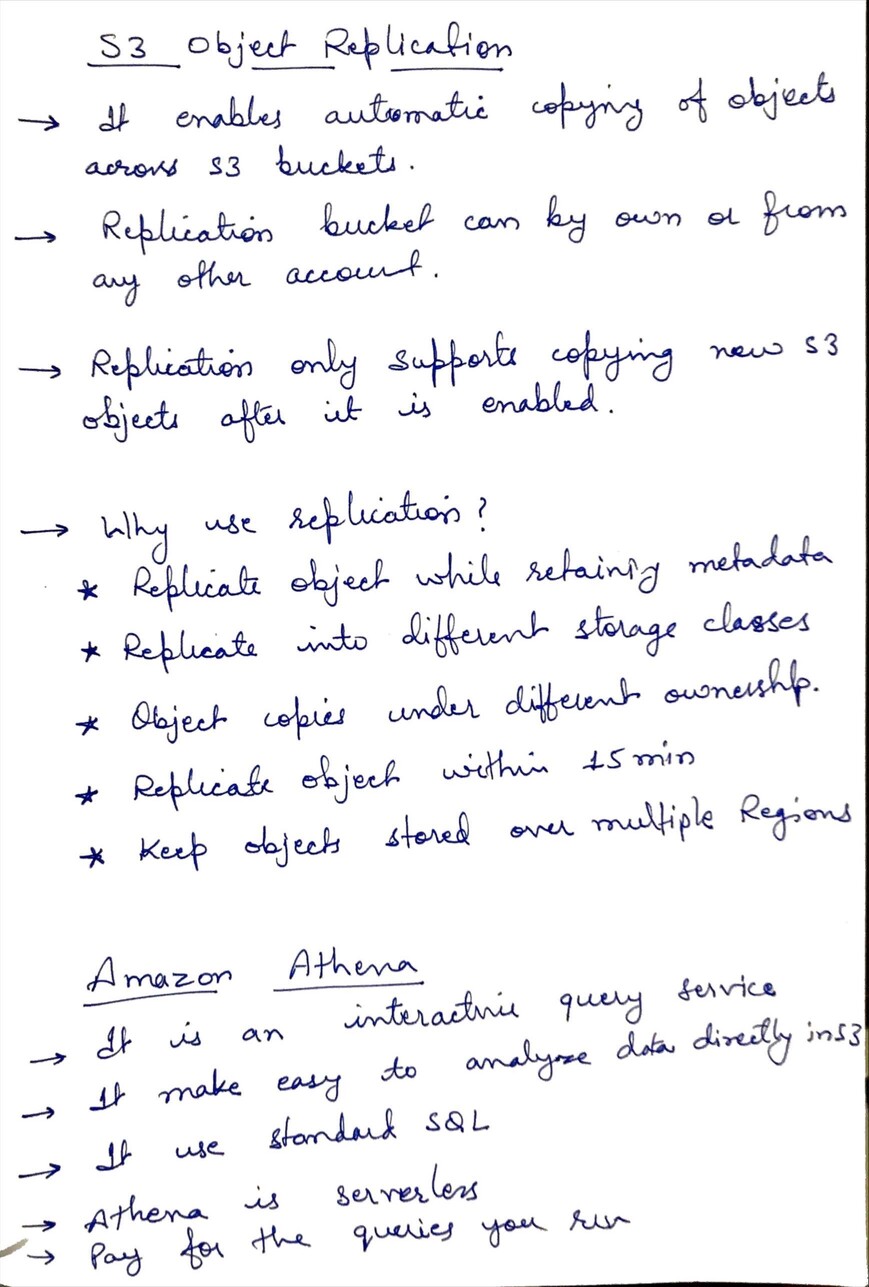 S3 Object Replication
→ It enables automatic copying of objects
across S3 buckets.
→ Replication bucket can by own or from
any other account.
→ Replication only supports copying new S3
objects after it is enabled.
→ Why use replication?
* Replicate object while retaining metadata
* Replicate into different storage classes
* Object copies under different ownership.
* Replicate object within 15 min
* Keep objects stored over multiple Regions
Amazon Athena
→ It is an interactive query service
→ It make easy to analyze data directly in S3
→ It use standard SQL
→ Athena is serverless
→ Pay for the queries you run